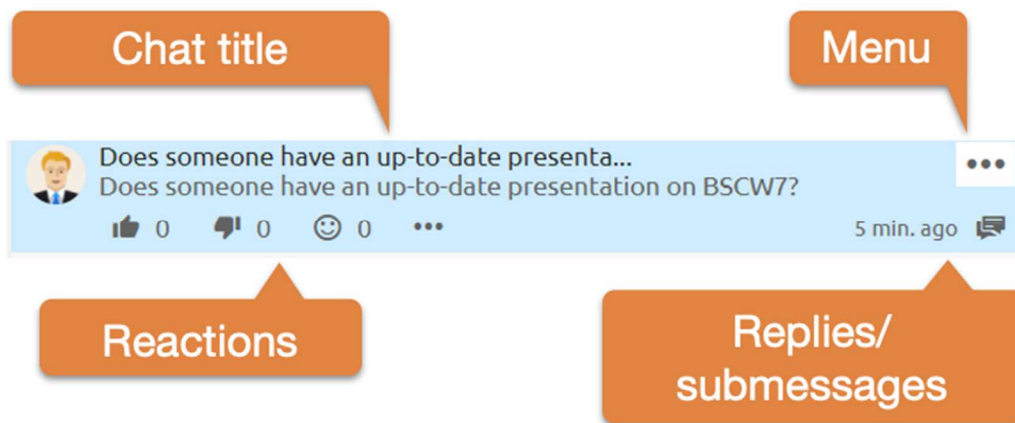 Chat title
Menu
Does someone have an up-to-date presenta...
•••
Does someone have an up-to-date presentation on BSCW7?
0 0 0 ••• 5 min. ago
Reactions
Replies/
submessages